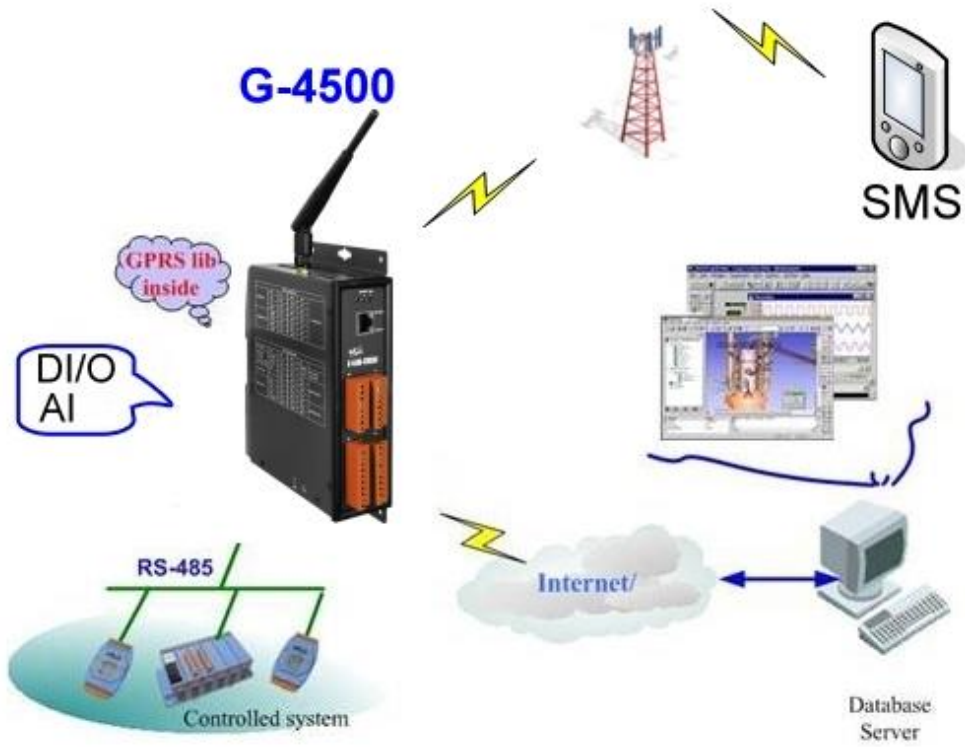 G-4500
SMS
GPRS lib
inside
DI/O
AI
RS-485
Internet/
Controlled system
Database
Server